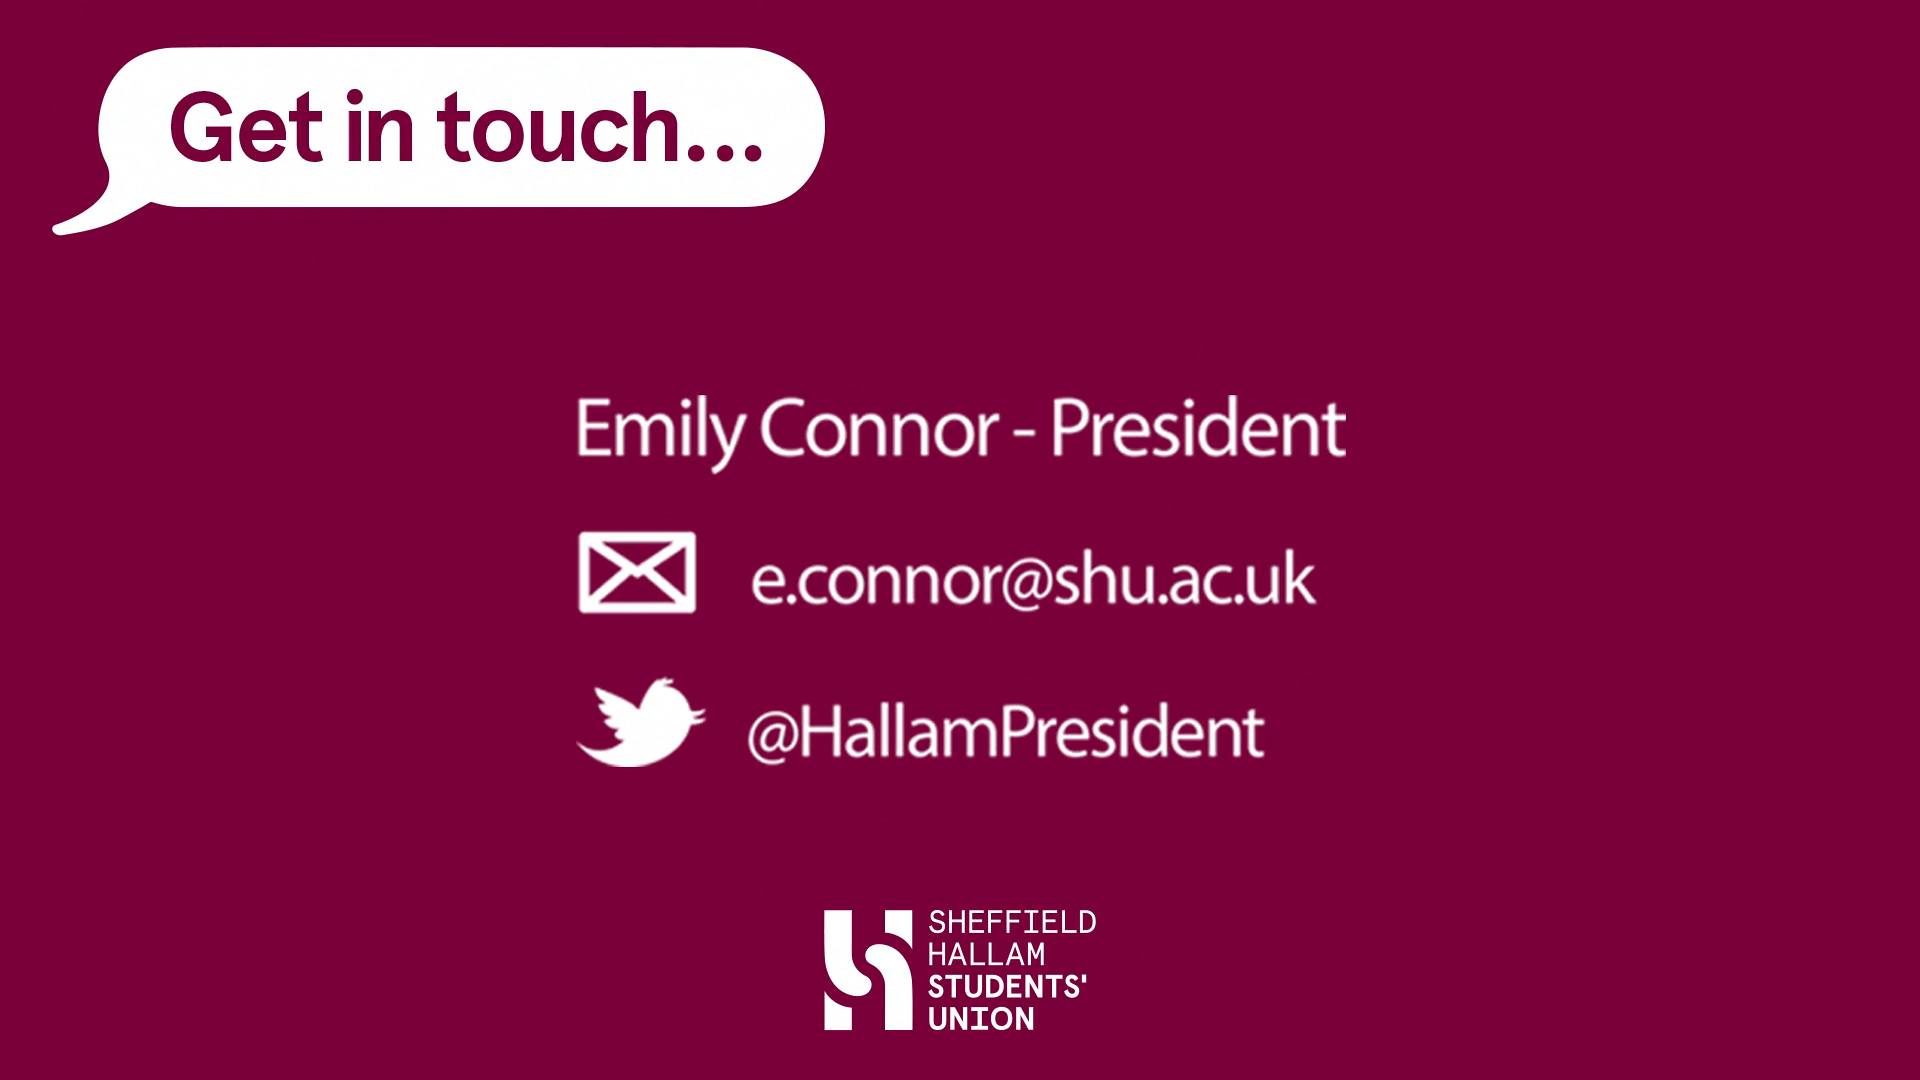 Get in touch...
Emily Connor - President
e.connor@shu.ac.uk
@HallamPresident
SHEFFIELD
HALLAM
STUDENTS'
UNION